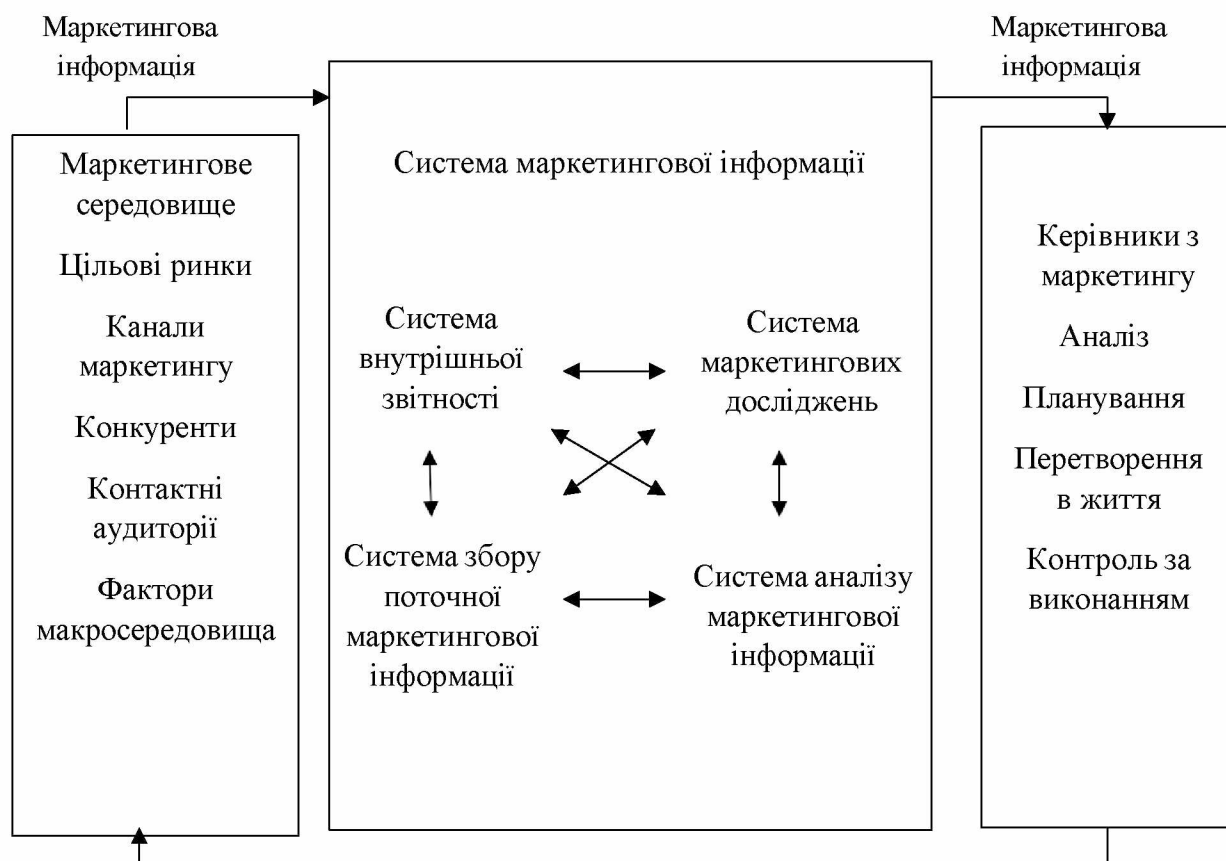 Маркетингова
інформація
Маркетингова
інформація
Маркетингове
середовище
Цільові ринки
Канали
маркетингу
Конкуренти
Контактні
аудиторії
Фактори
макросередовища
Система маркетингової інформації
Система
внутрішньої
звітності
Система
маркетингових
досліджень
Система збору
поточної
маркетингової
інформації
Система аналізу
маркетингової
інформації
Керівники з
маркетингу
Аналіз
Планування
Перетворення
в життя
Контроль за
виконанням